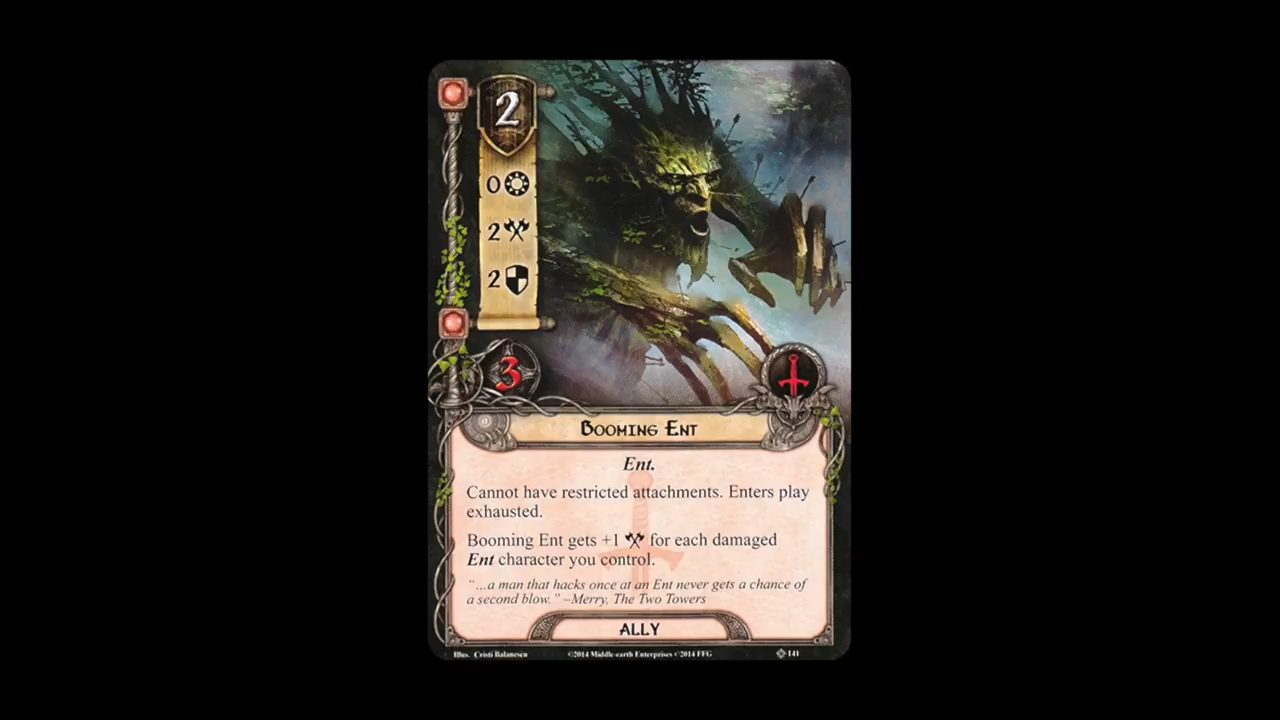 2
0
2
2
3
Booming Ent
Ent.
Cannot have restricted attachments. Enters play
exhausted.
Booming Ent gets +1 for each damaged
Ent character you control.
"...a man that hacks once at an Ent never gets a chance of
a second blow." –Merry, The Two Towers
ALLY
Illus. Cristi Balanescu ©2014 Middle-earth Enterprises ©2014 FFG 141